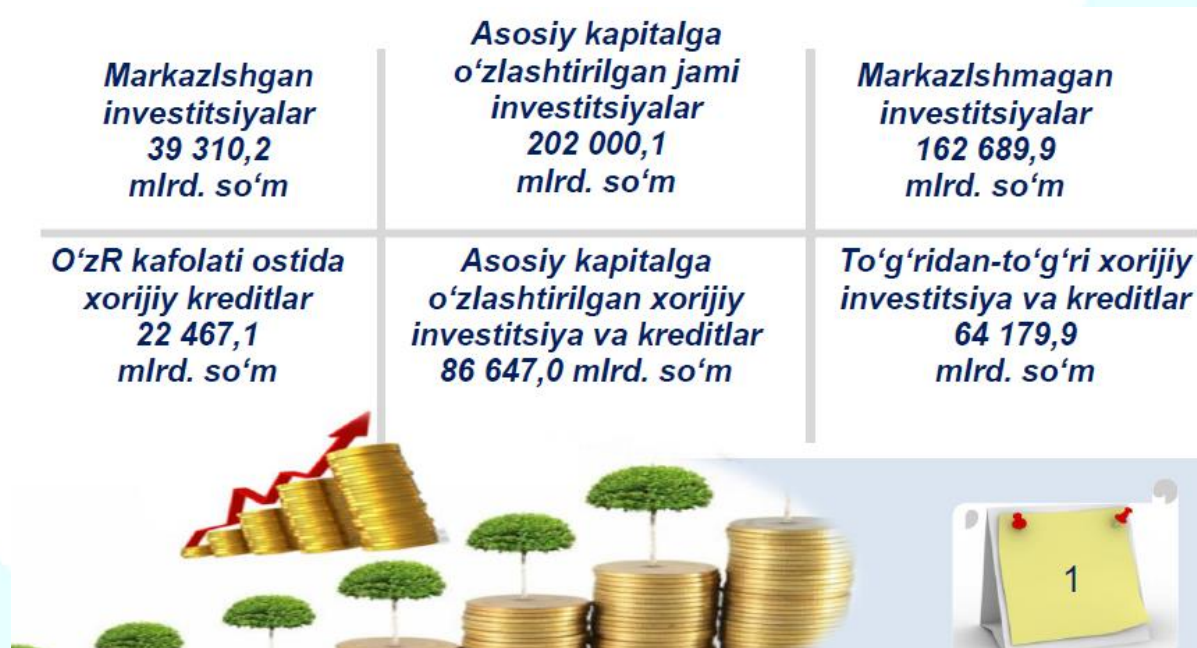 Markazlshgan
investitsiyalar
39 310,2
mlrd. so‘m
Asosiy kapitalga
o‘zlashtirilgan jami
investitsiyalar
202 000,1
mlrd. so‘m
Markazlshmagan
investitsiyalar
162 689,9
mlrd. so‘m
O‘zR kafolati ostida
xorijiy kreditlar
22 467,1
mlrd. so‘m
Asosiy kapitalga
o‘zlashtirilgan xorijiy
investitsiya va kreditlar
86 647,0 mlrd. so‘m
To‘g‘ridan-to‘g‘ri xorijiy
investitsiya va kreditlar
64 179,9
mlrd. so‘m
1